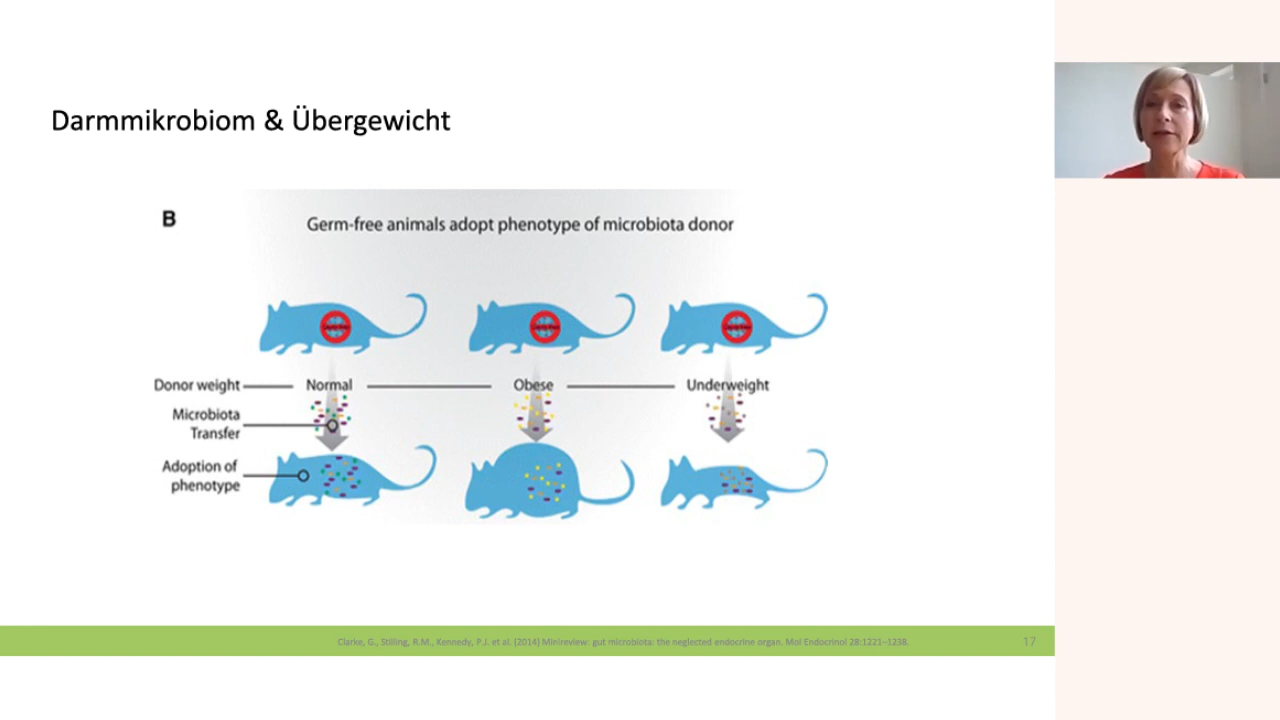 Darmmikrobiom & Übergewicht
B
Germ-free animals adopt phenotype of microbiota donor
Donor weight
Normal
Obese
Underweight
Microbiota
Transfer
Adoption of
phenotype
Clarke, G., Stilling, R.M., Kennedy, P.J. et al. (2014) Minireview: gut microbiota: the neglected endocrine organ. Mol Endocrinol 28:1221–1238.
17